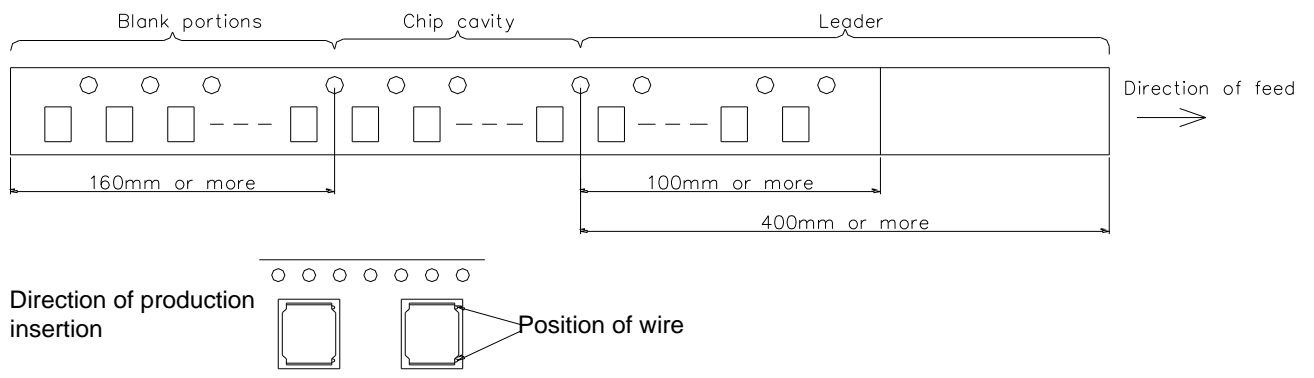 Blank portions
Chip cavity
Leader
Direction of feed
160mm or more
100mm or more
400mm or more
Direction of production
insertion
Position of wire